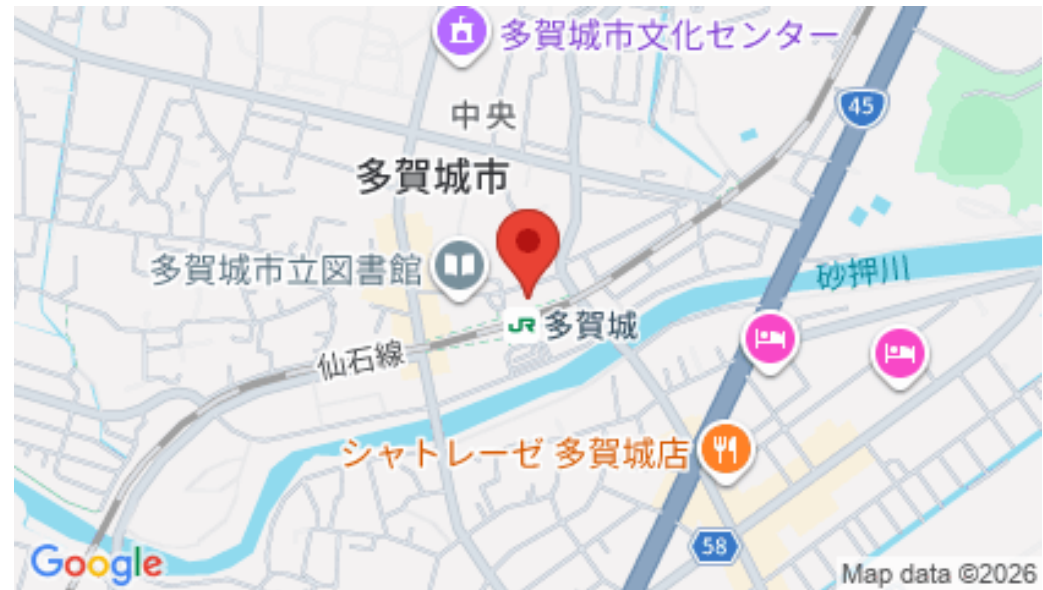 多賀城市文化センター
45
中央
多賀城市
多賀城市立図書館
砂押川
JR 多賀城
仙石線
シャトレーゼ 多賀城店
58
Google
Map data ©2026